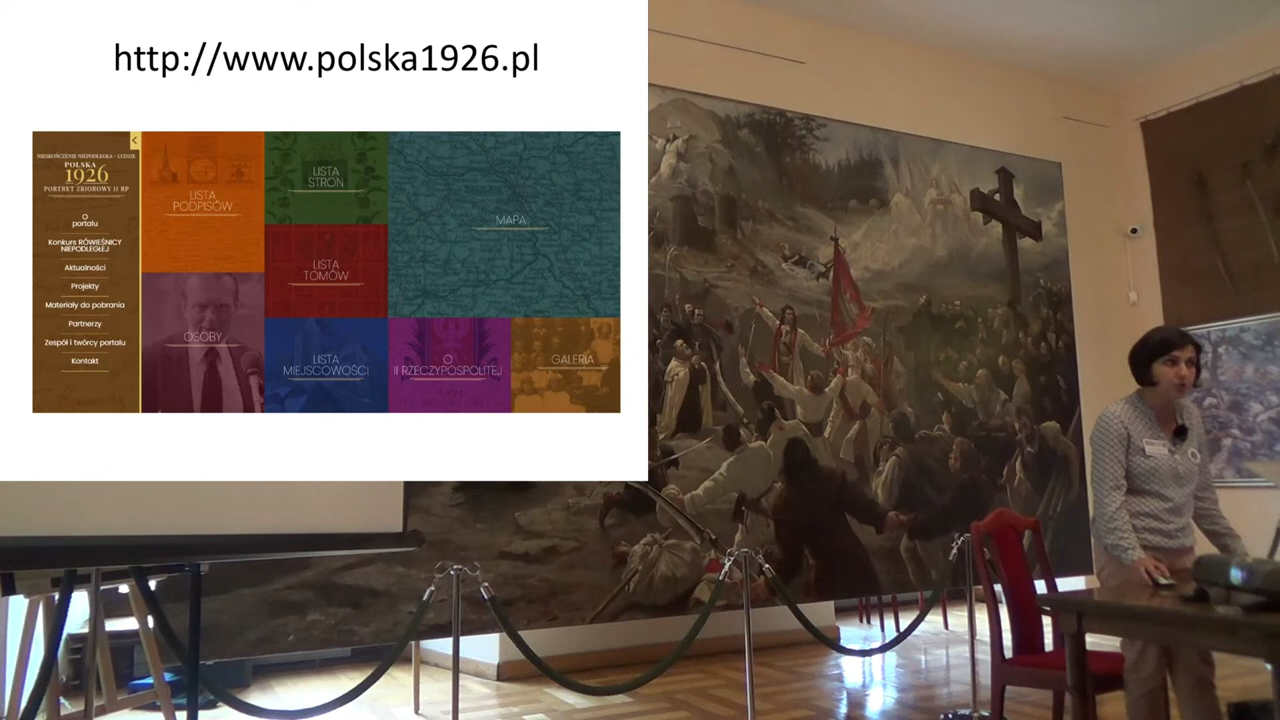 http://www.polska1926.pl
NIESKOŃCZENIE NIEPODLEGŁA - LUDZIE
POLSKA
1926
PORTRET ZBIOROWY II RP
O
portalu
Konkurs RÓWIEŚNICY
NIEPODLEGŁEJ
Aktualności
Projekty
Materiały do pobrania
Partnerzy
Zespół i twórcy portalu
Kontakt
LISTA
PODPISÓW
LISTA
STRON
MAPA
LISTA
TOMÓW
OSOBY
LISTA
MIEJSCOWOŚCI
O
II RZECZYPOSPOLITEJ
GALERIA